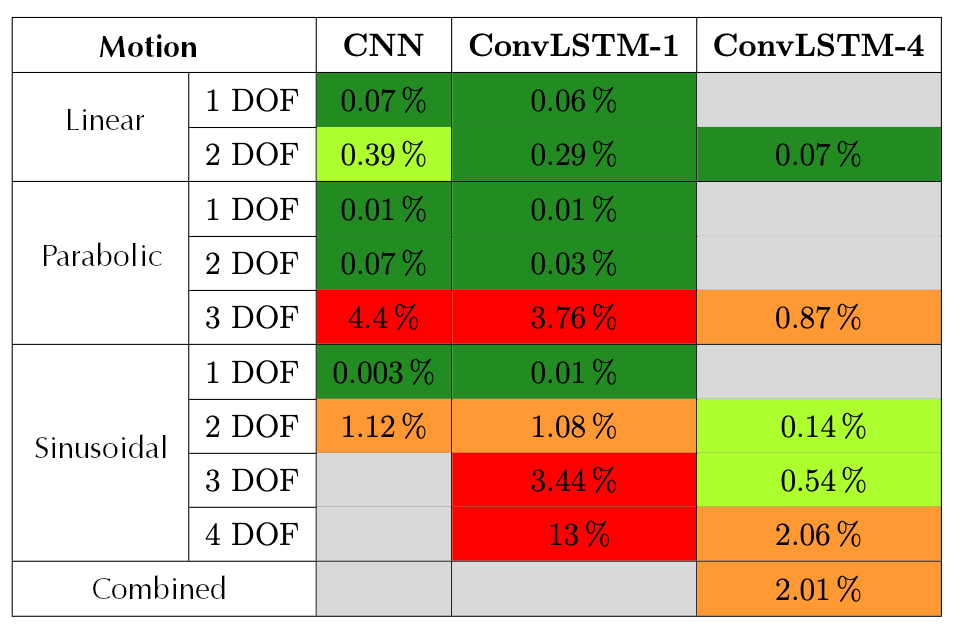 Motion CNN ConvLSTM-1 ConvLSTM-4
Linear 1 DOF 0.07 % 0.06 %
2 DOF 0.39 % 0.29 % 0.07 %
Parabolic 1 DOF 0.01 % 0.01 %
2 DOF 0.07 % 0.03 %
3 DOF 4.4 % 3.76 % 0.87 %
Sinusoidal 1 DOF 0.003 % 0.01 %
2 DOF 1.12 % 1.08 % 0.14 %
3 DOF 3.44 % 0.54 %
4 DOF 13 % 2.06 %
Combined 2.01 %